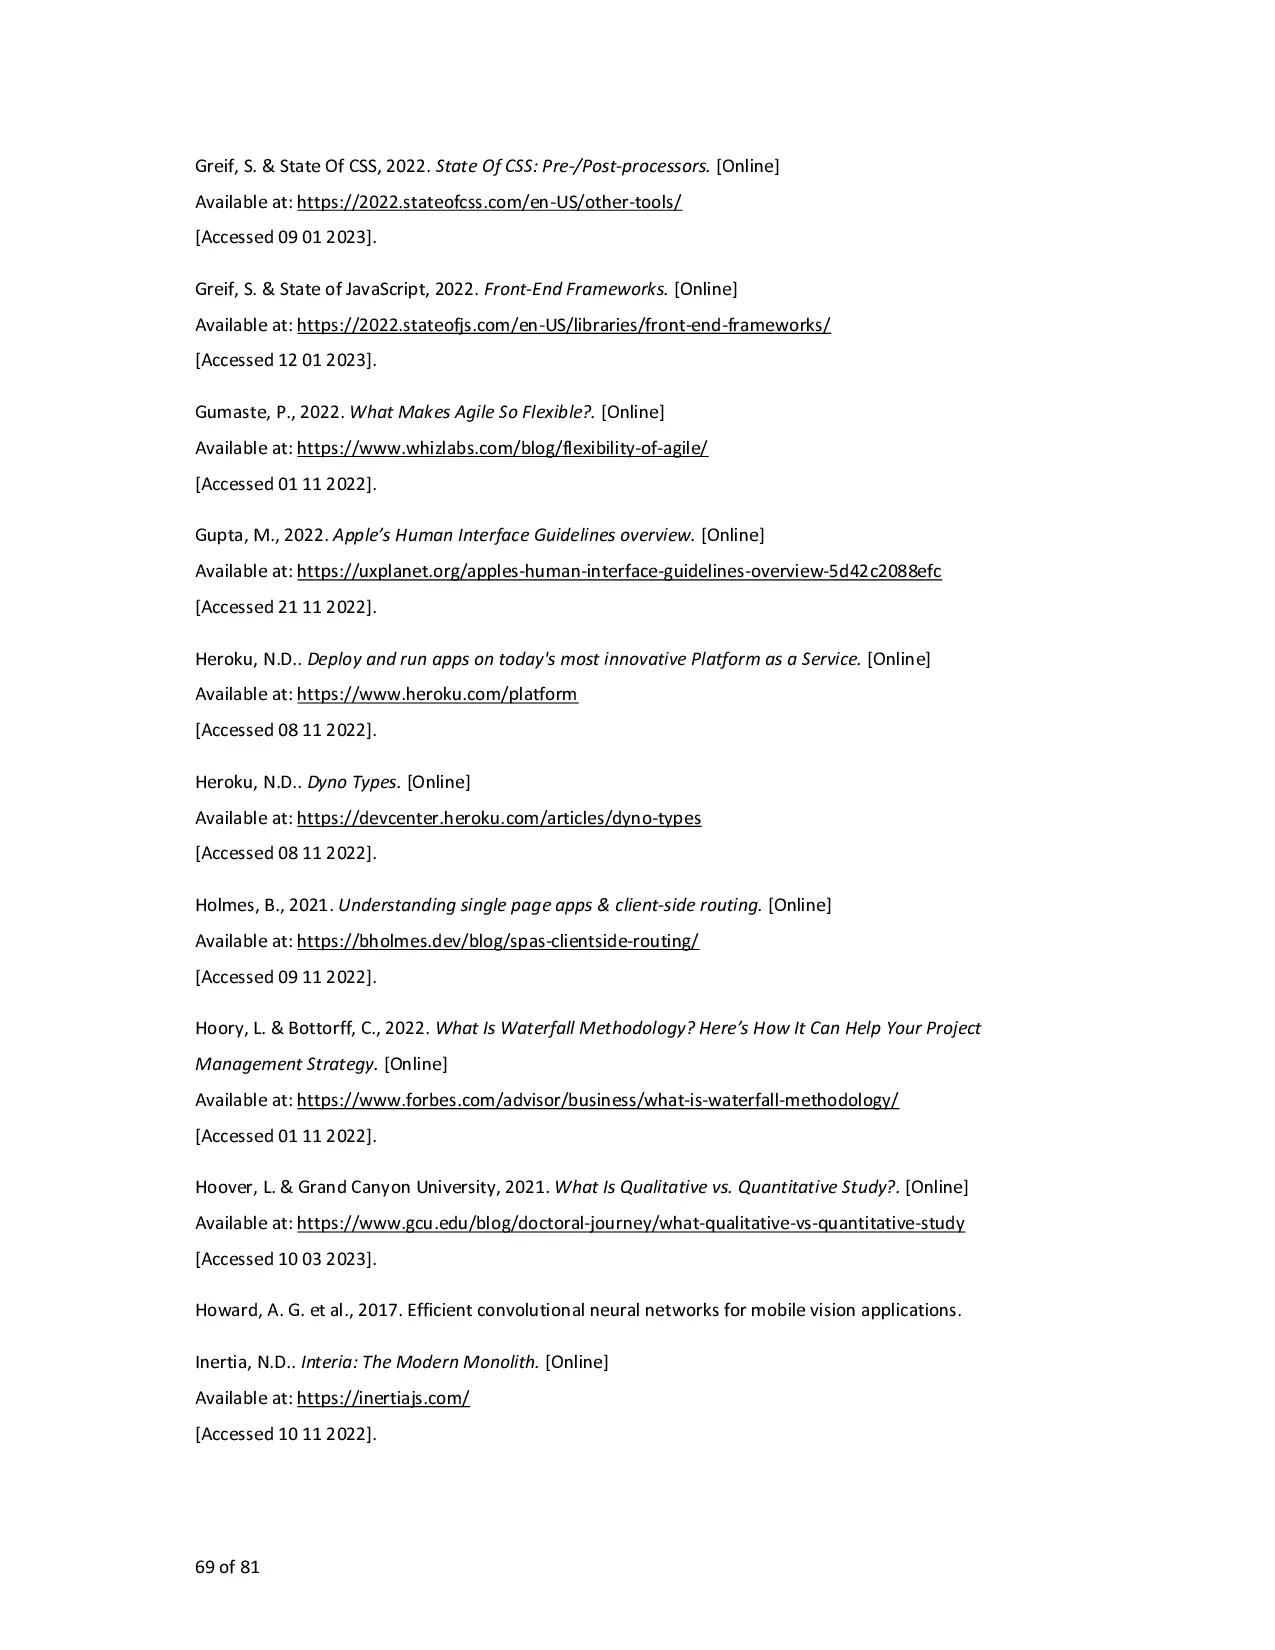 Greif, S. & State Of CSS, 2022. State Of CSS: Pre-/Post-processors. [Online]
Available at: https://2022.stateofcss.com/en-US/other-tools/
[Accessed 09 01 2023].
Greif, S. & State of JavaScript, 2022. Front-End Frameworks. [Online]
Available at: https://2022.stateofjs.com/en-US/libraries/front-end-frameworks/
[Accessed 12 01 2023].
Gumaste, P., 2022. What Makes Agile So Flexible?. [Online]
Available at: https://www.whizlabs.com/blog/flexibility-of-agile/
[Accessed 01 11 2022].
Gupta, M., 2022. Apple’s Human Interface Guidelines overview. [Online]
Available at: https://uxplanet.org/apples-human-interface-guidelines-overview-5d42c2088efc
[Accessed 21 11 2022].
Heroku, N.D.. Deploy and run apps on today's most innovative Platform as a Service. [Online]
Available at: https://www.heroku.com/platform
[Accessed 08 11 2022].
Heroku, N.D.. Dyno Types. [Online]
Available at: https://devcenter.heroku.com/articles/dyno-types
[Accessed 08 11 2022].
Holmes, B., 2021. Understanding single page apps & client-side routing. [Online]
Available at: https://bholmes.dev/blog/spas-clientside-routing/
[Accessed 09 11 2022].
Hoory, L. & Bottorff, C., 2022. What Is Waterfall Methodology? Here’s How It Can Help Your Project
Management Strategy. [Online]
Available at: https://www.forbes.com/advisor/business/what-is-waterfall-methodology/
[Accessed 01 11 2022].
Hoover, L. & Grand Canyon University, 2021. What Is Qualitative vs. Quantitative Study?. [Online]
Available at: https://www.gcu.edu/blog/doctoral-journey/what-qualitative-vs-quantitative-study
[Accessed 10 03 2023].
Howard, A. G. et al., 2017. Efficient convolutional neural networks for mobile vision applications.
Inertia, N.D.. Interia: The Modern Monolith. [Online]
Available at: https://inertiajs.com/
[Accessed 10 11 2022].
69 of 81